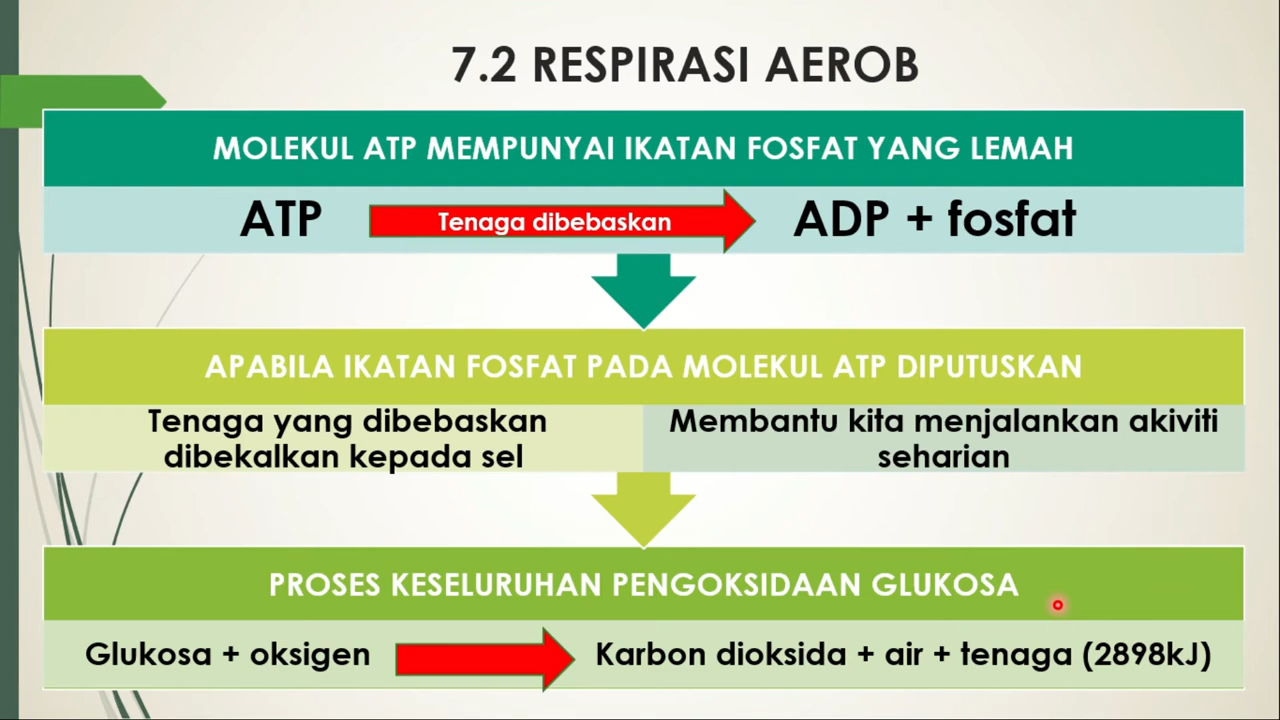 7.2 RESPIRASI AEROB
MOLEKUL ATP MEMPUNYAI IKATAN FOSFAT YANG LEMAH
ATP
Tenaga dibebaskan
ADP + fosfat
APABILA IKATAN FOSFAT PADA MOLEKUL ATP DIPUTUSKAN
Tenaga yang dibebaskan
dibekalkan kepada sel
Membantu kita menjalankan akiviti
seharian
PROSES KESELURUHAN PENGOKSIDAAN GLUKOSA
Glukosa + oksigen
Karbon dioksida + air + tenaga (2898kJ)